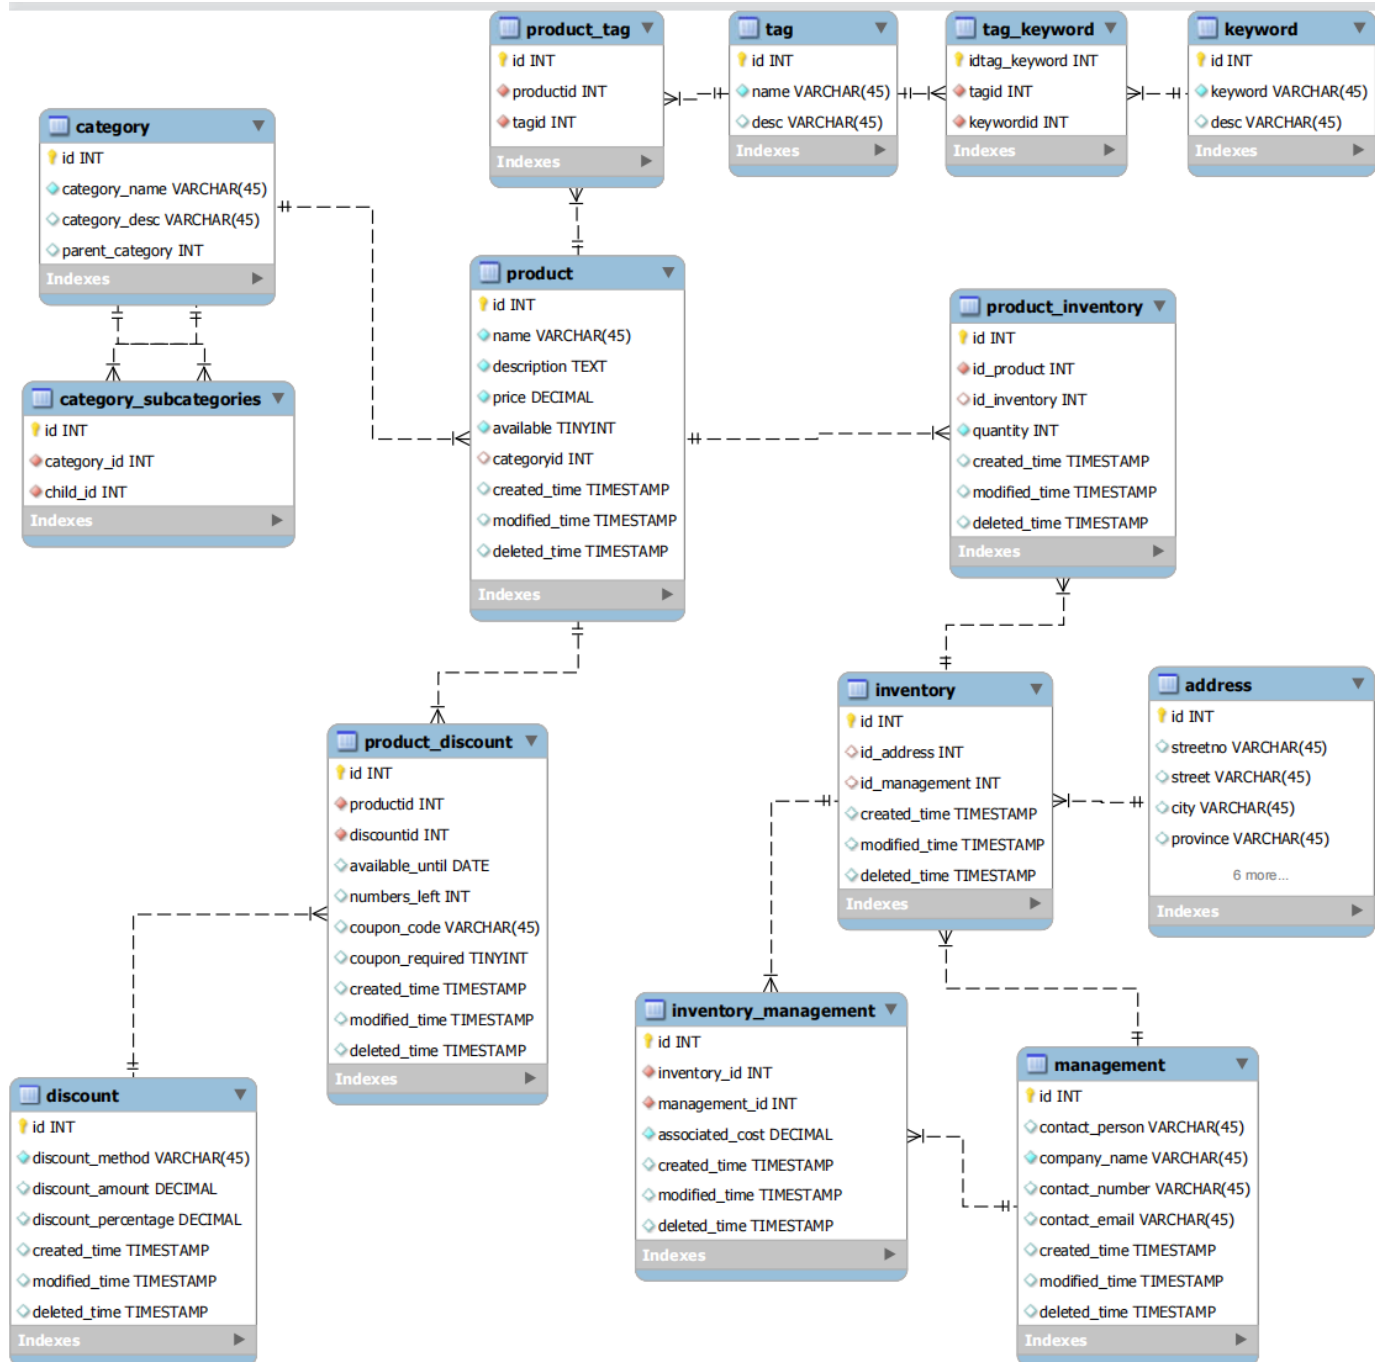 product_tag
id INT
productid INT
tagid INT
Indexes
tag
id INT
name VARCHAR(45)
desc VARCHAR(45)
Indexes
tag_keyword
idtag_keyword INT
tagid INT
keywordid INT
Indexes
keyword
id INT
keyword VARCHAR(45)
desc VARCHAR(45)
Indexes
category
id INT
category_name VARCHAR(45)
category_desc VARCHAR(45)
parent_category INT
Indexes
category_subcategories
id INT
category_id INT
child_id INT
Indexes
product
id INT
name VARCHAR(45)
description TEXT
price DECIMAL
available TINYINT
categoryid INT
created_time TIMESTAMP
modified_time TIMESTAMP
deleted_time TIMESTAMP
Indexes
product_inventory
id INT
id_product INT
id_inventory INT
quantity INT
created_time TIMESTAMP
modified_time TIMESTAMP
deleted_time TIMESTAMP
Indexes
product_discount
id INT
productid INT
discountid INT
available_until DATE
numbers_left INT
coupon_code VARCHAR(45)
coupon_required TINYINT
created_time TIMESTAMP
modified_time TIMESTAMP
deleted_time TIMESTAMP
Indexes
inventory
id INT
id_address INT
id_management INT
created_time TIMESTAMP
modified_time TIMESTAMP
deleted_time TIMESTAMP
Indexes
address
id INT
streetno VARCHAR(45)
street VARCHAR(45)
city VARCHAR(45)
province VARCHAR(45)
6 more...
Indexes
discount
id INT
discount_method VARCHAR(45)
discount_amount DECIMAL
discount_percentage DECIMAL
created_time TIMESTAMP
modified_time TIMESTAMP
deleted_time TIMESTAMP
Indexes
inventory_management
id INT
inventory_id INT
management_id INT
associated_cost DECIMAL
created_time TIMESTAMP
modified_time TIMESTAMP
deleted_time TIMESTAMP
Indexes
management
id INT
contact_person VARCHAR(45)
company_name VARCHAR(45)
contact_number VARCHAR(45)
contact_email VARCHAR(45)
created_time TIMESTAMP
modified_time TIMESTAMP
deleted_time TIMESTAMP
Indexes